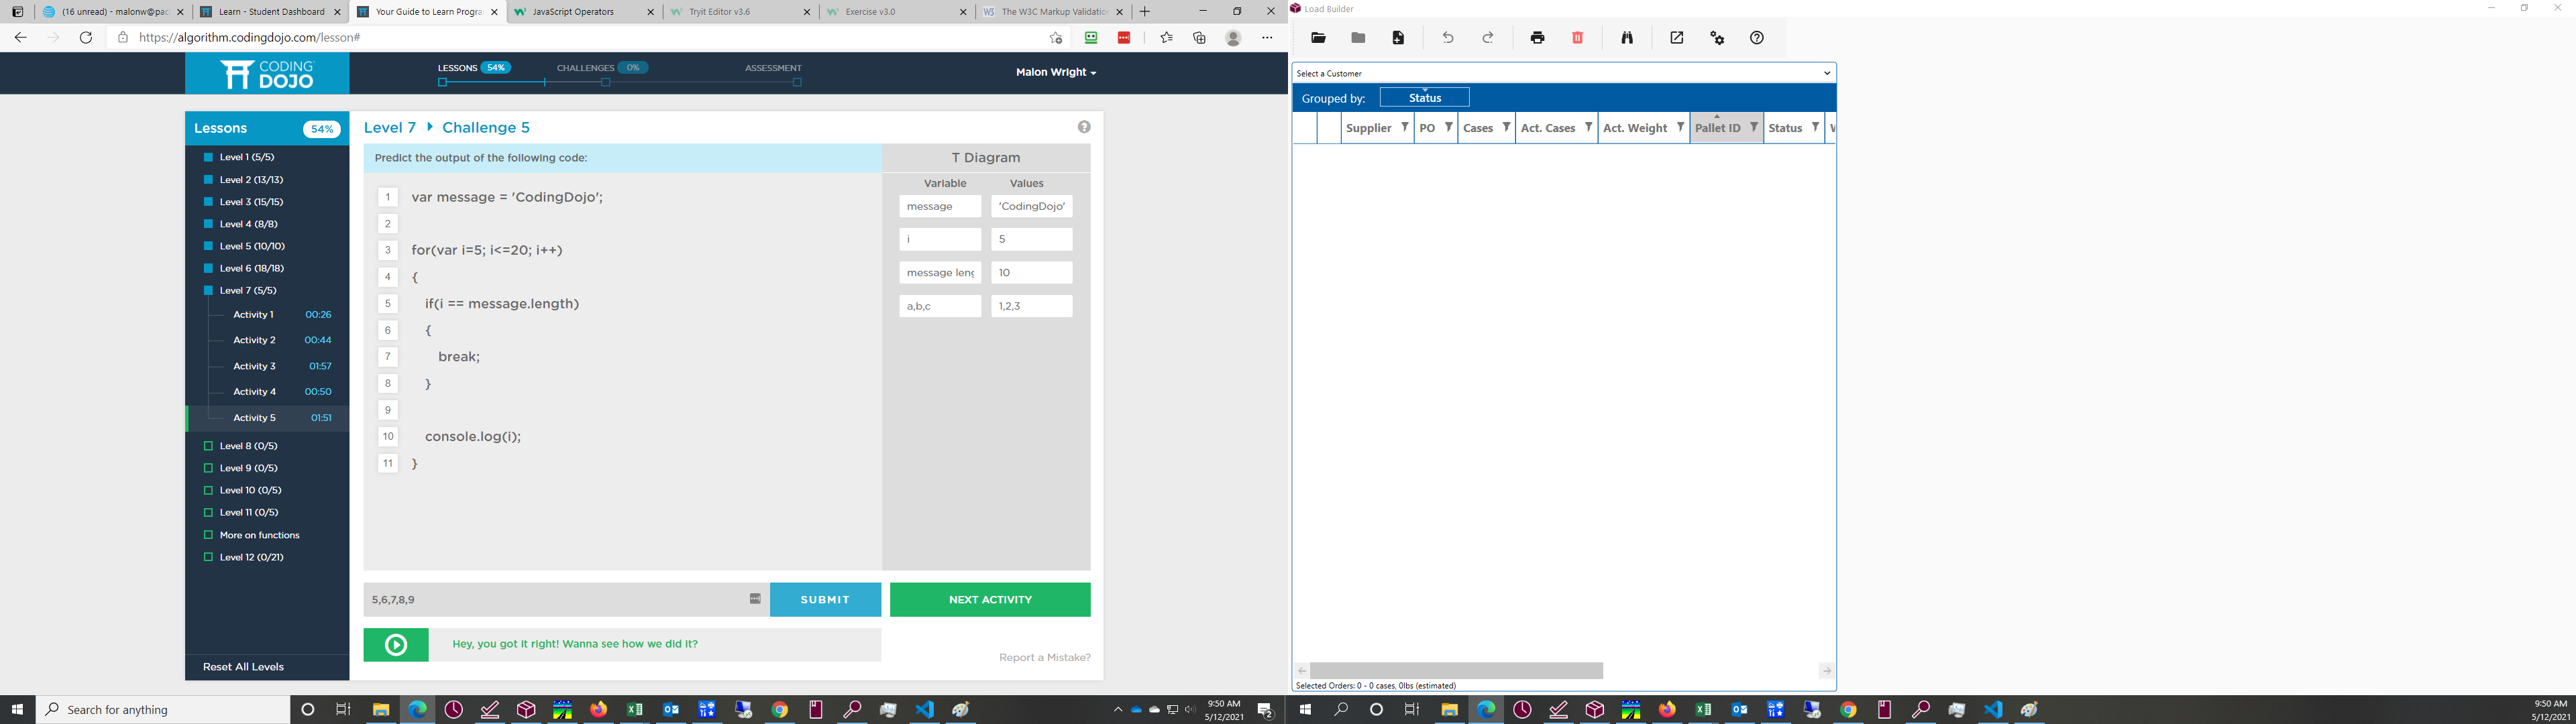 (16 unread) - malonw@pac
Learn - Student Dashboard
Your Guide to Learn Progra
JavaScript Operators
Tryit Editor v3.6
Exercise v3.0
The W3C Markup Validatio
https://algorithm.codingdojo.com/lesson#
CODING DOJO
LESSONS 54%
CHALLENGES 0%
ASSESSMENT
Malon Wright
Lessons 54%
Level 1 (5/5)
Level 2 (13/13)
Level 3 (15/15)
Level 4 (8/8)
Level 5 (10/10)
Level 6 (18/18)
Level 7 (5/5)
Activity 1 00:26
Activity 2 00:44
Activity 3 01:57
Activity 4 00:50
Activity 5 01:51
Level 8 (0/5)
Level 9 (0/5)
Level 10 (0/5)
Level 11 (0/5)
More on functions
Level 12 (0/21)
Reset All Levels
Level 7 Challenge 5
Predict the output of the following code:
1 var message = 'CodingDojo';
2
3 for(var i=5; i<=20; i++)
4 {
5 if(i == message.length)
6 {
7 break;
8 }
9
10 console.log(i);
11 }
T Diagram
Variable Values
message 'CodingDojo'
i 5
message leng 10
a,b,c 1,2,3
5,6,7,8,9
SUBMIT
NEXT ACTIVITY
Hey, you got it right! Wanna see how we did it?
Report a Mistake?
Search for anything
9:50 AM
5/12/2021
2
Load Builder
Select a Customer
Grouped by: Status
Supplier PO Cases Act. Cases Act. Weight Pallet ID Status
Selected Orders: 0 - 0 cases, 0lbs (estimated)
9:50 AM
5/12/2021